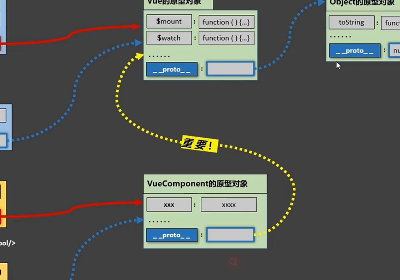 Vue的原型对象
Object的原型对象
$mount : function ( ) {...}
$watch : function ( ) {...}
......
__proto__ :
toString :
......
__proto__ :
重要！
VueComponent的原型对象
xxx : xxxx
......
__proto__ :
ool/>